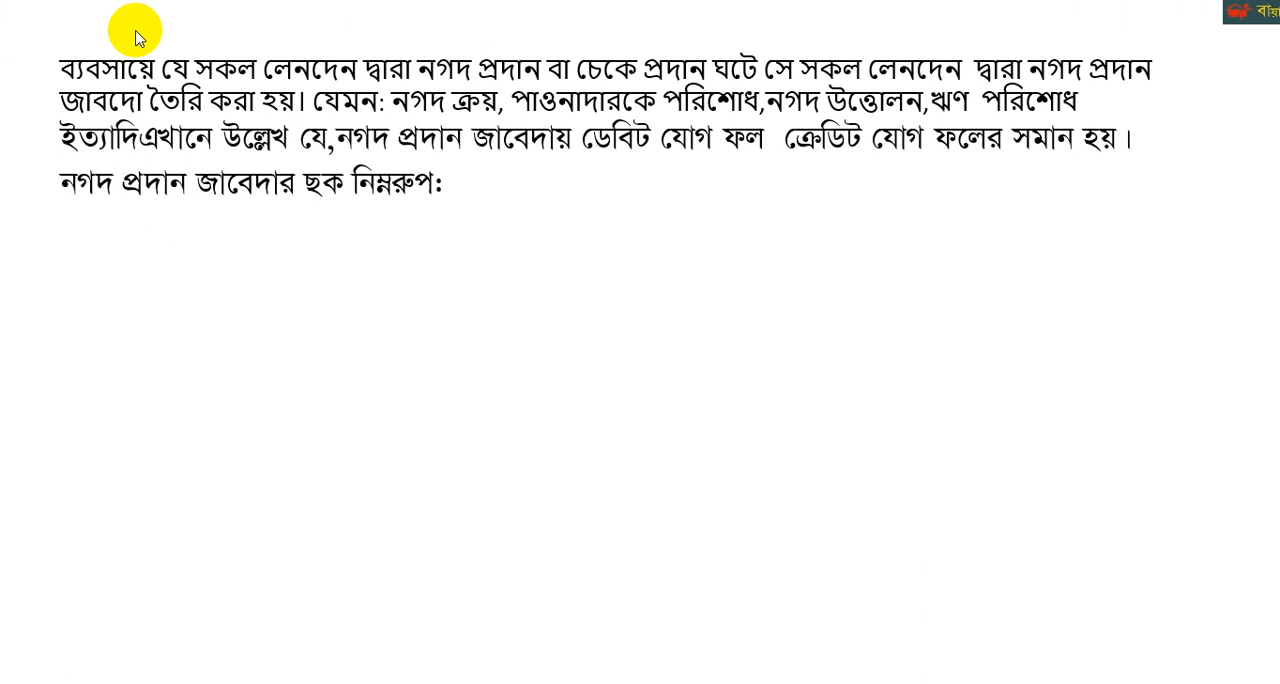 ব্যবসায়ে যে সকল লেনদেন দ্বারা নগদ প্রদান বা চেকে প্রদান ঘটে সে সকল লেনদেন দ্বারা নগদ প্রদান
জাবদো তৈরি করা হয়। যেমন: নগদ ক্রয়, পাওনাদারকে পরিশোধ,নগদ উত্তোলন,ঋণ পরিশোধ
ইত্যাদিএখানে উল্লেখ যে,নগদ প্রদান জাবেদায় ডেবিট যোগ ফল ক্রেডিট যোগ ফলের সমান হয়।
নগদ প্রদান জাবেদার ছক নিম্নরুপ: